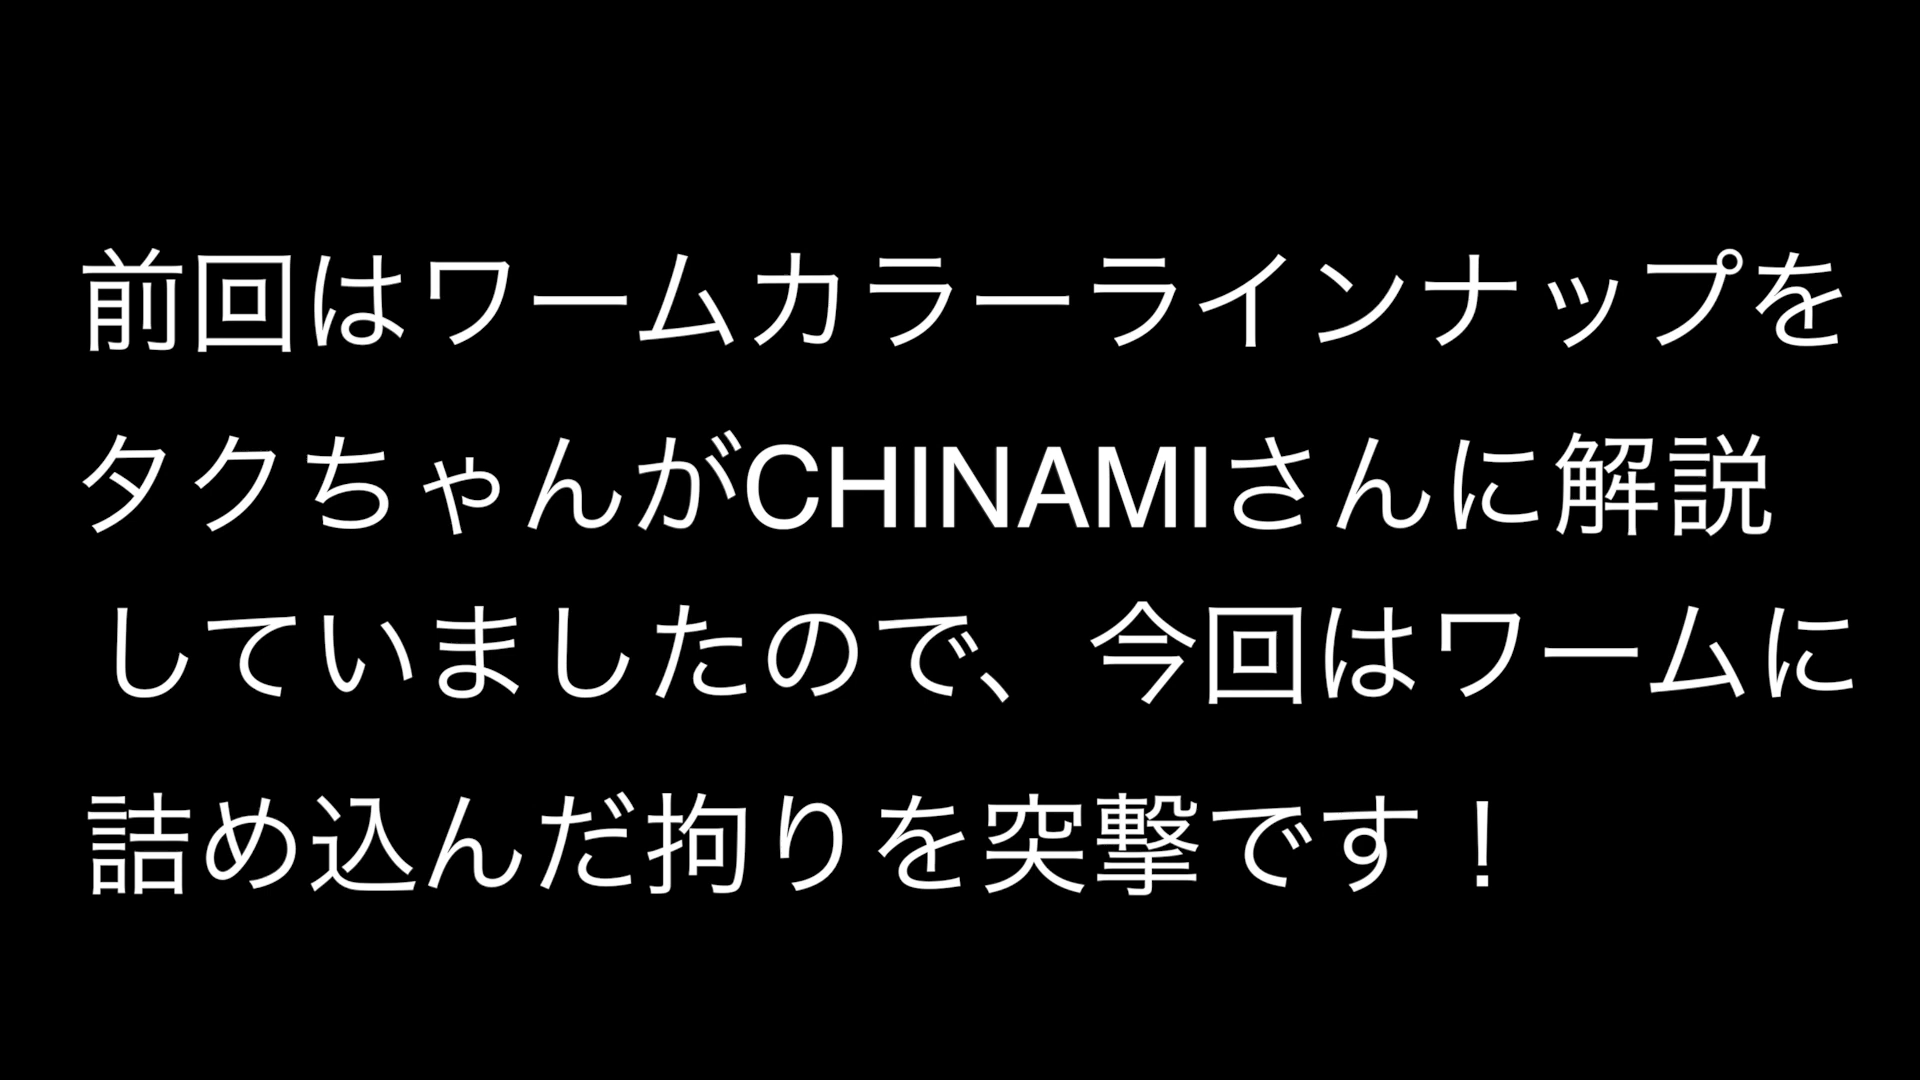 前回はワームカラーラインナップを
タクちゃんがCHINAMIさんに解説
していましたので、今回はワームに
詰め込んだ拘りを突撃です！